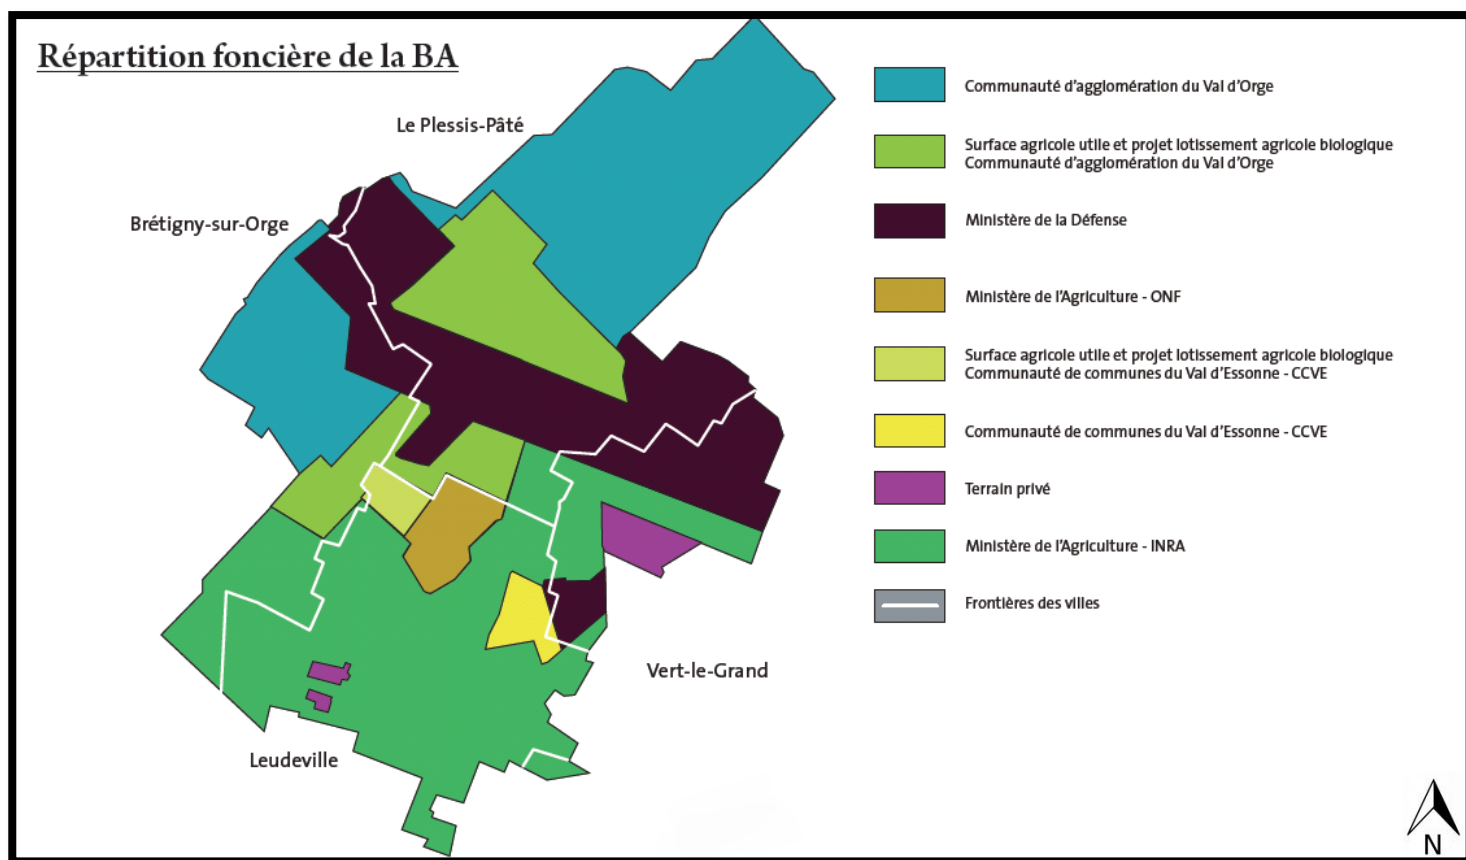 Répartition foncière de la BA
Le Plessis-Pâté
Brétigny-sur-Orge
Vert-le-Grand
Leudeville
Communauté d'agglomération du Val d'Orge
Surface agricole utile et projet lotissement agricole biologique
Communauté d'agglomération du Val d'Orge
Ministère de la Défense
Ministère de l'Agriculture - ONF
Surface agricole utile et projet lotissement agricole biologique
Communauté de communes du Val d'Essonne - CCVE
Communauté de communes du Val d'Essonne - CCVE
Terrain privé
Ministère de l'Agriculture - INRA
Frontières des villes
N